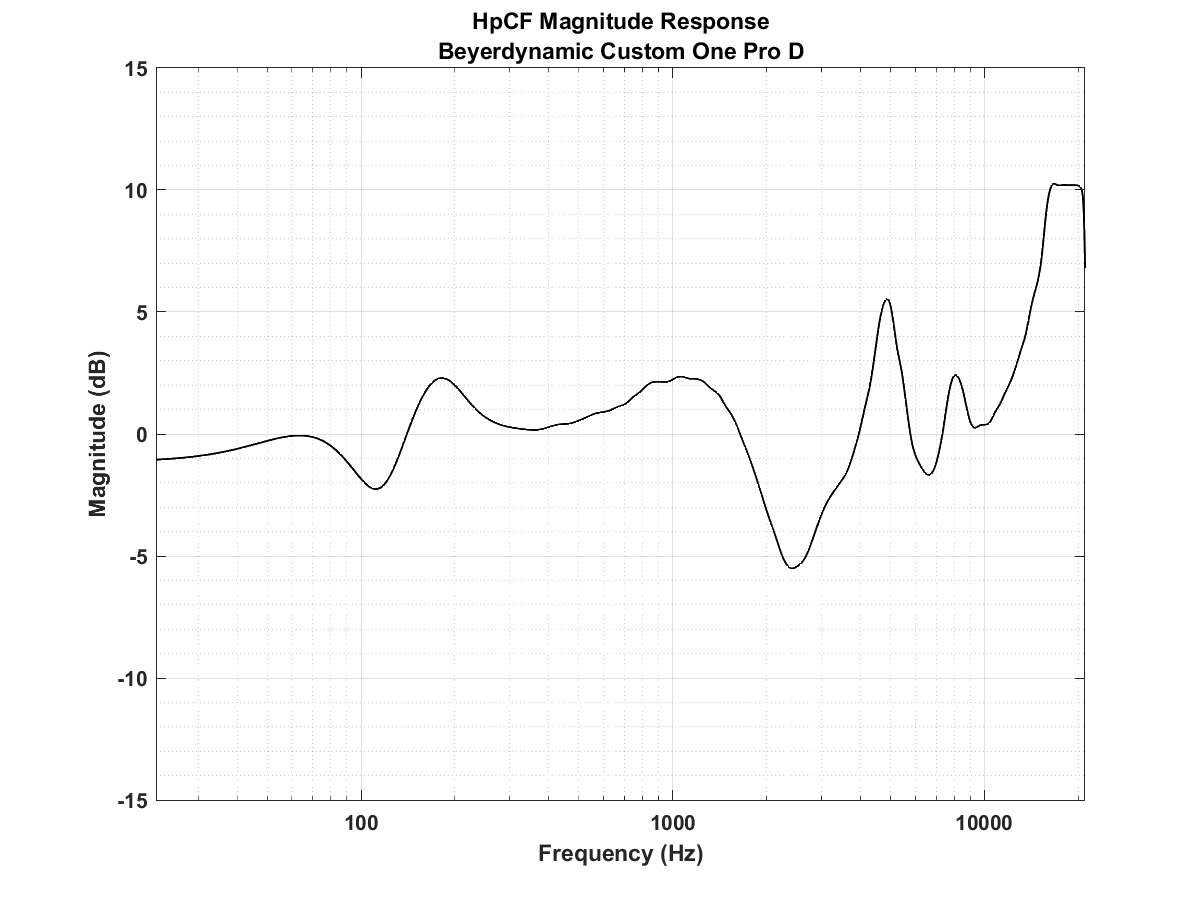 HpCF Magnitude Response
Beyerdynamic Custom One Pro D
15
10
5
0
-5
-10
-15
Magnitude (dB)
100 1000 10000
Frequency (Hz)